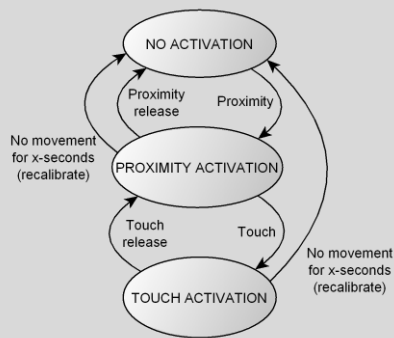 NO ACTIVATION
Proximity
release
Proximity
No movement
for x-seconds
(recalibrate)
PROXIMITY ACTIVATION
Touch
release
Touch
No movement
for x-seconds
(recalibrate)
TOUCH ACTIVATION